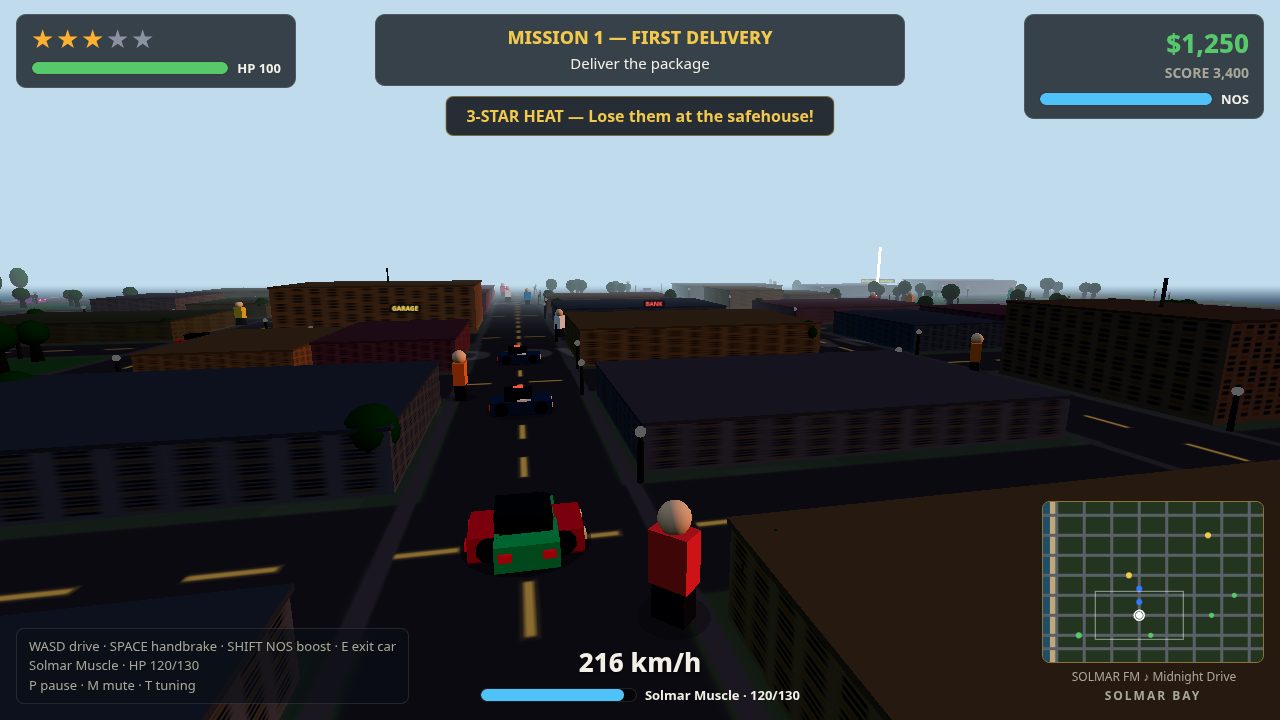 HP 100
MISSION 1 — FIRST DELIVERY
Deliver the package
3-STAR HEAT — Lose them at the safehouse!
$1,250
SCORE 3,400
NOS
GARAGE
BANK
WASD drive · SPACE handbrake · SHIFT NOS boost · E exit car
Solmar Muscle · HP 120/130
P pause · M mute · T tuning
216 km/h
Solmar Muscle · 120/130
SOLMAR FM ♪ Midnight Drive
SOLMAR BAY